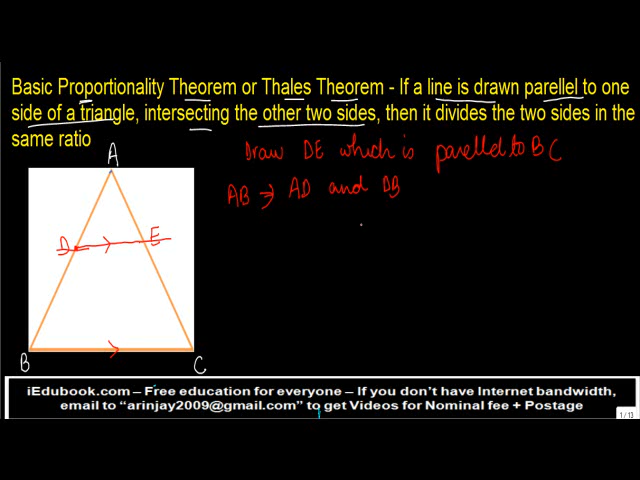 Basic Proportionality Theorem or Thales Theorem - If a line is drawn parellel to one
side of a triangle, intersecting the other two sides, then it divides the two sides in the
same ratio
Draw DE which is parellel to BC
AB → AD and DB
A
D E
B C
iEdubook.com – Free education for everyone – If you don't have Internet bandwidth,
email to "arinjay2009@gmail.com" to get Videos for Nominal fee + Postage
1 / 13